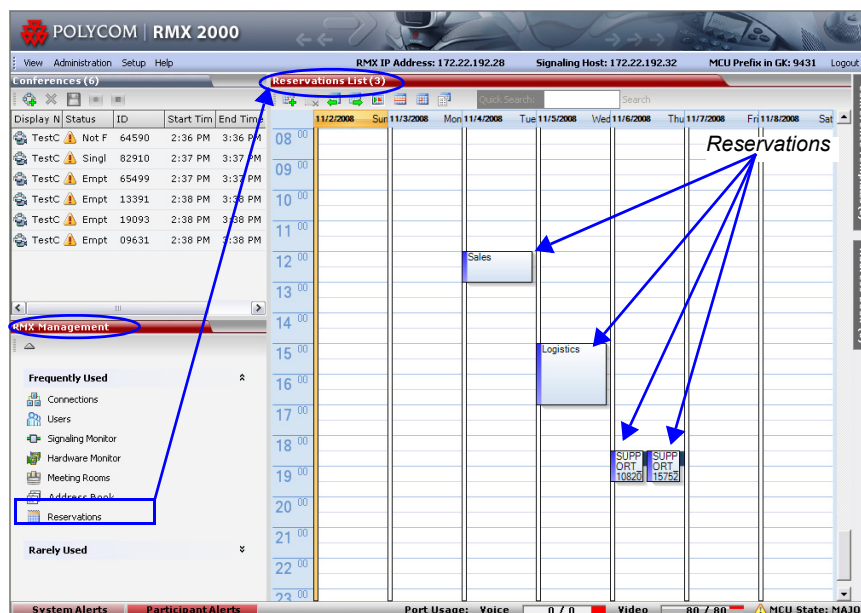 POLYCOM | RMX 2000
View Administration Setup Help RMX IP Address: 172.22.192.28 Signaling Host: 172.22.192.32 MCU Prefix in GK: 9431 Logout
Conferences (6)
Display N Status ID Start Tim End Time
TestC Not F 64590 2:36 PM 3:36 PM
TestC Singl 82910 2:37 PM 3:37 PM
TestC Empt 65499 2:37 PM 3:37 PM
TestC Empt 13391 2:38 PM 3:38 PM
TestC Empt 19093 2:38 PM 3:38 PM
TestC Empt 09631 2:38 PM 3:38 PM
RMX Management
Frequently Used
Connections
Users
Signaling Monitor
Hardware Monitor
Meeting Rooms
Address Book
Reservations
Rarely Used
Reservations List (3)
Quick Search: Search
11/2/2008 Sun 11/3/2008 Mon 11/4/2008 Tue 11/5/2008 Wed 11/6/2008 Thu 11/7/2008 Fri 11/8/2008 Sat
Reservations
08 00
09 00
10 00
11 00
12 00
Sales
13 00
14 00
15 00
Logistics
16 00
17 00
18 00
SUPP
ORT_
10820
SUPP
ORT_
15752
19 00
20 00
21 00
22 00
23 00
System Alerts Participant Alerts Port Usage: Voice 0 / 0 Video 80 / 80 MCU State: MAJO